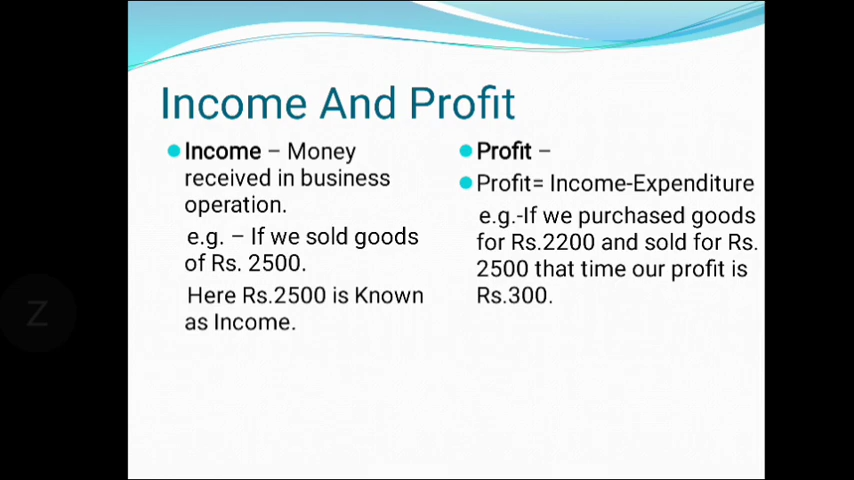 Income And Profit
Income – Money
received in business
operation.
e.g. – If we sold goods
of Rs. 2500.
Here Rs.2500 is Known
as Income.
Profit –
Profit= Income-Expenditure
e.g.-If we purchased goods
for Rs.2200 and sold for Rs.
2500 that time our profit is
Rs.300.
Z